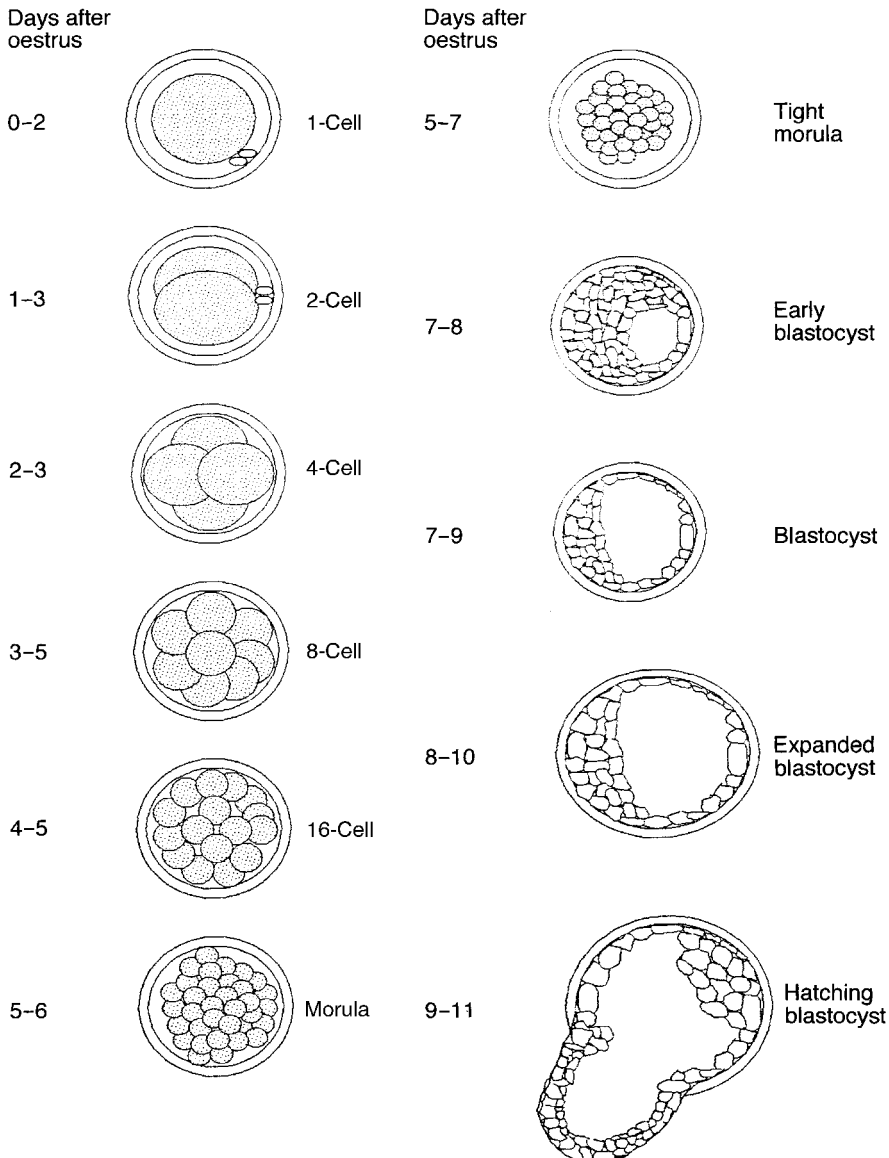 Days after
oestrus
0–2
1-Cell
1–3
2-Cell
2–3
4-Cell
3–5
8-Cell
4–5
16-Cell
5–6
Morula
Days after
oestrus
5–7
Tight
morula
7–8
Early
blastocyst
7–9
Blastocyst
8–10
Expanded
blastocyst
9–11
Hatching
blastocyst